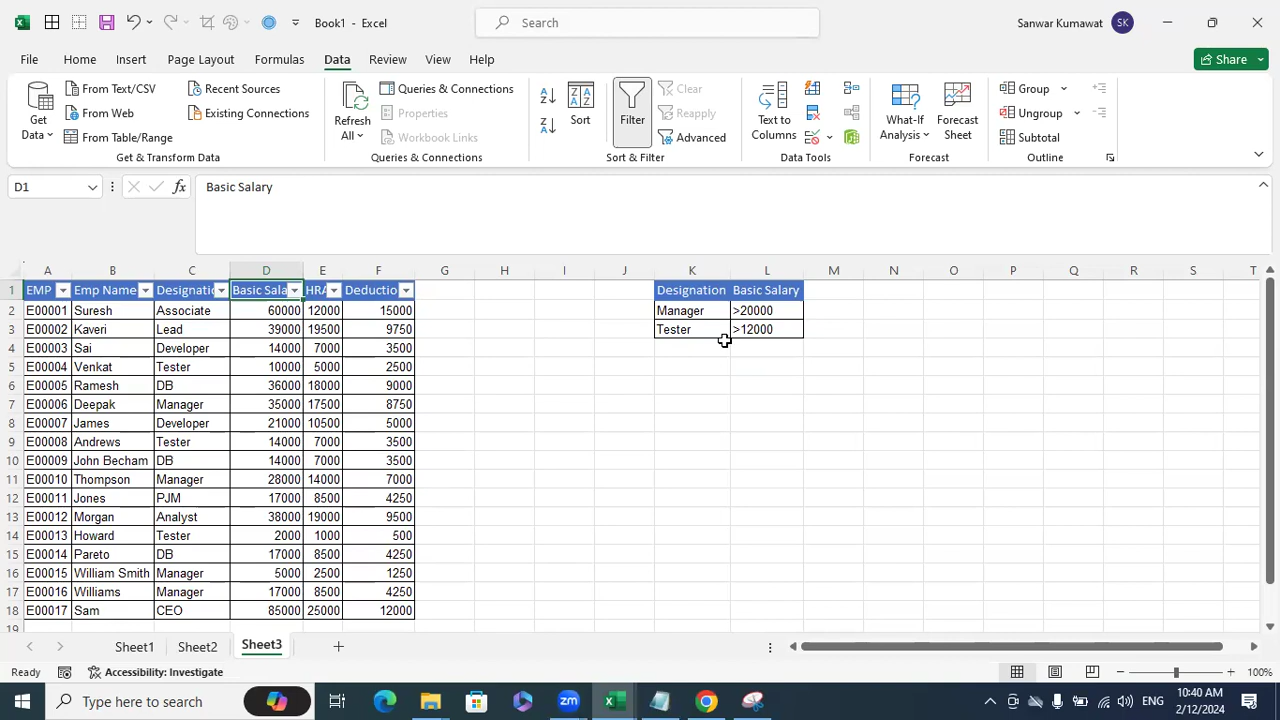 Book1 - Excel
Search
Sanwar Kumawat
SK
File Home Insert Page Layout Formulas Data Review View Help
Share
Get Data
From Text/CSV
From Web
From Table/Range
Recent Sources
Existing Connections
Get & Transform Data
Refresh All
Queries & Connections
Properties
Workbook Links
Queries & Connections
Sort
Filter
Clear
Reapply
Advanced
Sort & Filter
Text to Columns
Data Tools
What-If Analysis
Forecast Sheet
Forecast
Group
Ungroup
Subtotal
Outline
D1
fx
Basic Salary
A B C D E F G H I J K L M N O P Q R S T
1 EMP Emp Name Designatio Basic Sala HRA Deductio Designation Basic Salary
2 E00001 Suresh Associate 60000 12000 15000 Manager >20000
3 E00002 Kaveri Lead 39000 19500 9750 Tester >12000
4 E00003 Sai Developer 14000 7000 3500
5 E00004 Venkat Tester 10000 5000 2500
6 E00005 Ramesh DB 36000 18000 9000
7 E00006 Deepak Manager 35000 17500 8750
8 E00007 James Developer 21000 10500 5000
9 E00008 Andrews Tester 14000 7000 3500
10 E00009 John Becham DB 14000 7000 3500
11 E00010 Thompson Manager 28000 14000 7000
12 E00011 Jones PJM 17000 8500 4250
13 E00012 Morgan Analyst 38000 19000 9500
14 E00013 Howard Tester 2000 1000 500
15 E00014 Pareto DB 17000 8500 4250
16 E00015 William Smith Manager 5000 2500 1250
17 E00016 Williams Manager 17000 8500 4250
18 E00017 Sam CEO 85000 25000 12000
19
Sheet1 Sheet2 Sheet3
Ready
Accessibility: Investigate
100%
Type here to search
ENG
10:40 AM
2/12/2024